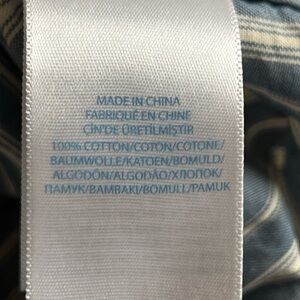 MADE IN CHINA
FABRIQUÉ EN CHINE
ÇİN'DE ÜRETİLMİŞTİR
100% COTTON/COTON/COTONE/
BAUMWOLLE/KATOEN/BOMULD/
ALGODÓN/ALGODÃO/ХЛОПОК/
ΠΑΜУК/BAMBAKI/BOMULL/PAMUK